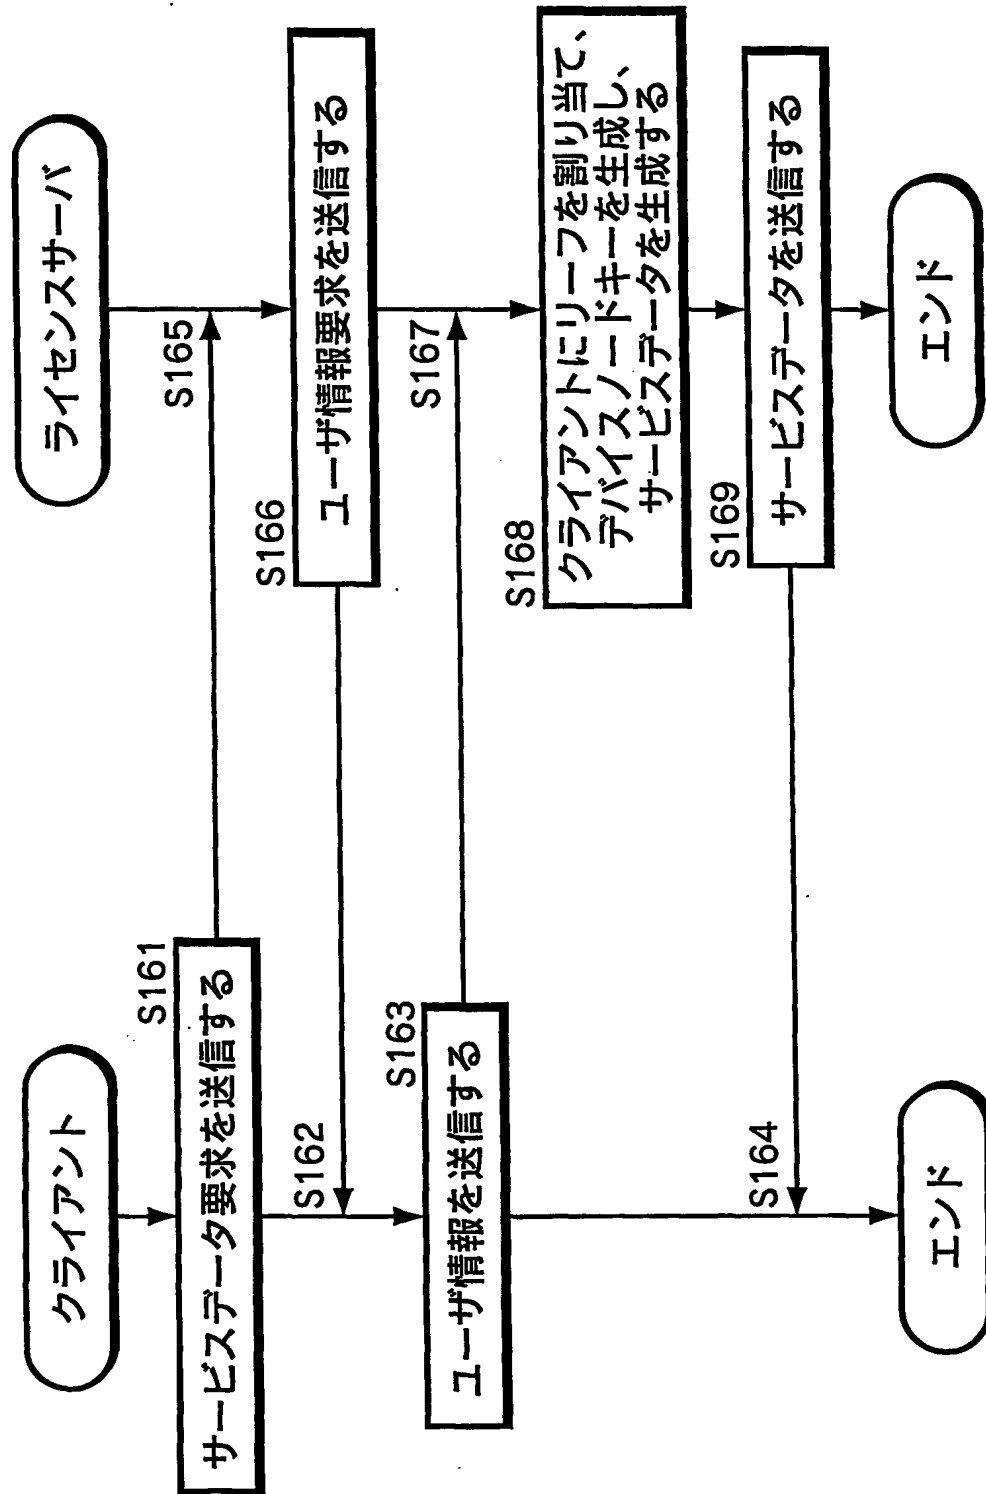 クライアント
S161
サービスデータ要求を送信する
S162
S163
ユーザ情報を送信する
S164
エンド
ライセンスサーバ
S165
S166
ユーザ情報要求を送信する
S167
S168
クライアントにリーフを割り当て、
デバイスノードキーを生成し、
サービスデータを生成する
S169
サービスデータを送信する
エンド